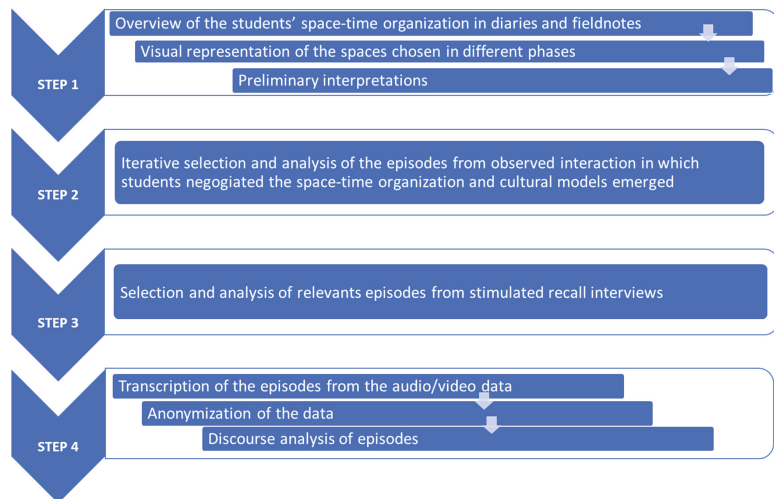 STEP 1
Overview of the students' space-time organization in diaries and fieldnotes
Visual representation of the spaces chosen in different phases
Preliminary interpretations
STEP 2
Iterative selection and analysis of the episodes from observed interaction in which
students negogiated the space-time organization and cultural models emerged
STEP 3
Selection and analysis of relevants episodes from stimulated recall interviews
STEP 4
Transcription of the episodes from the audio/video data
Anonymization of the data
Discourse analysis of episodes